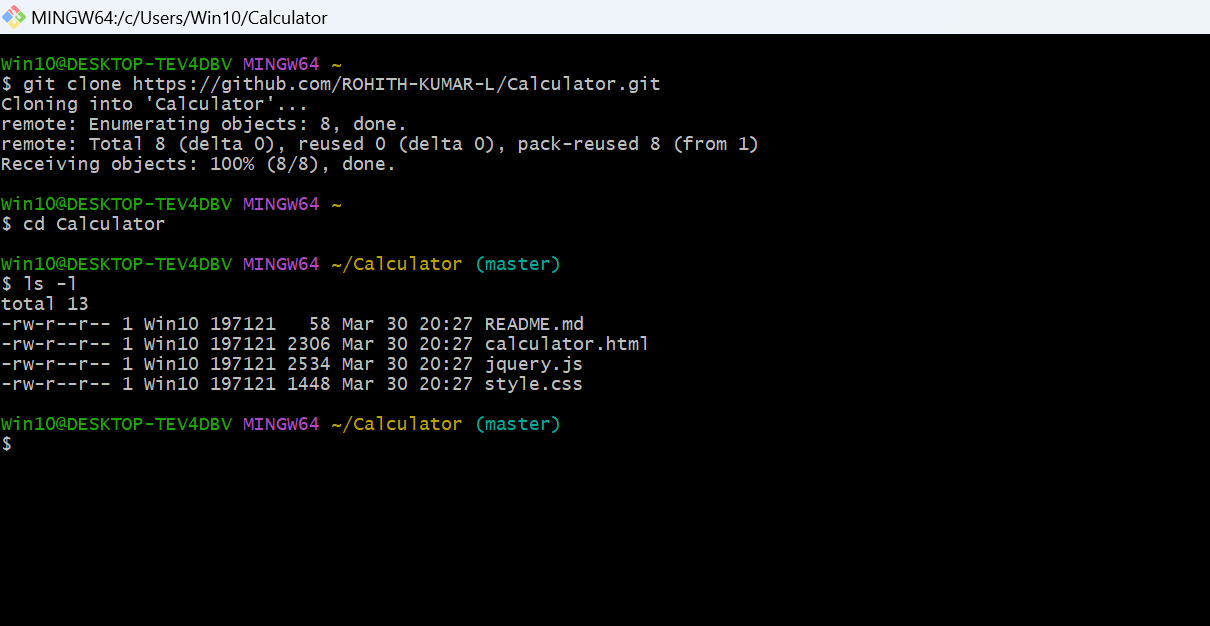 MINGW64:/c/Users/Win10/Calculator
Win10@DESKTOP-TEV4DBV MINGW64 ~
$ git clone https://github.com/ROHITH-KUMAR-L/Calculator.git
Cloning into 'Calculator'...
remote: Enumerating objects: 8, done.
remote: Total 8 (delta 0), reused 0 (delta 0), pack-reused 8 (from 1)
Receiving objects: 100% (8/8), done.
Win10@DESKTOP-TEV4DBV MINGW64 ~
$ cd Calculator
Win10@DESKTOP-TEV4DBV MINGW64 ~/Calculator (master)
$ ls -l
total 13
-rw-r--r-- 1 Win10 197121   58 Mar 30 20:27 README.md
-rw-r--r-- 1 Win10 197121 2306 Mar 30 20:27 calculator.html
-rw-r--r-- 1 Win10 197121 2534 Mar 30 20:27 jquery.js
-rw-r--r-- 1 Win10 197121 1448 Mar 30 20:27 style.css
Win10@DESKTOP-TEV4DBV MINGW64 ~/Calculator (master)
$